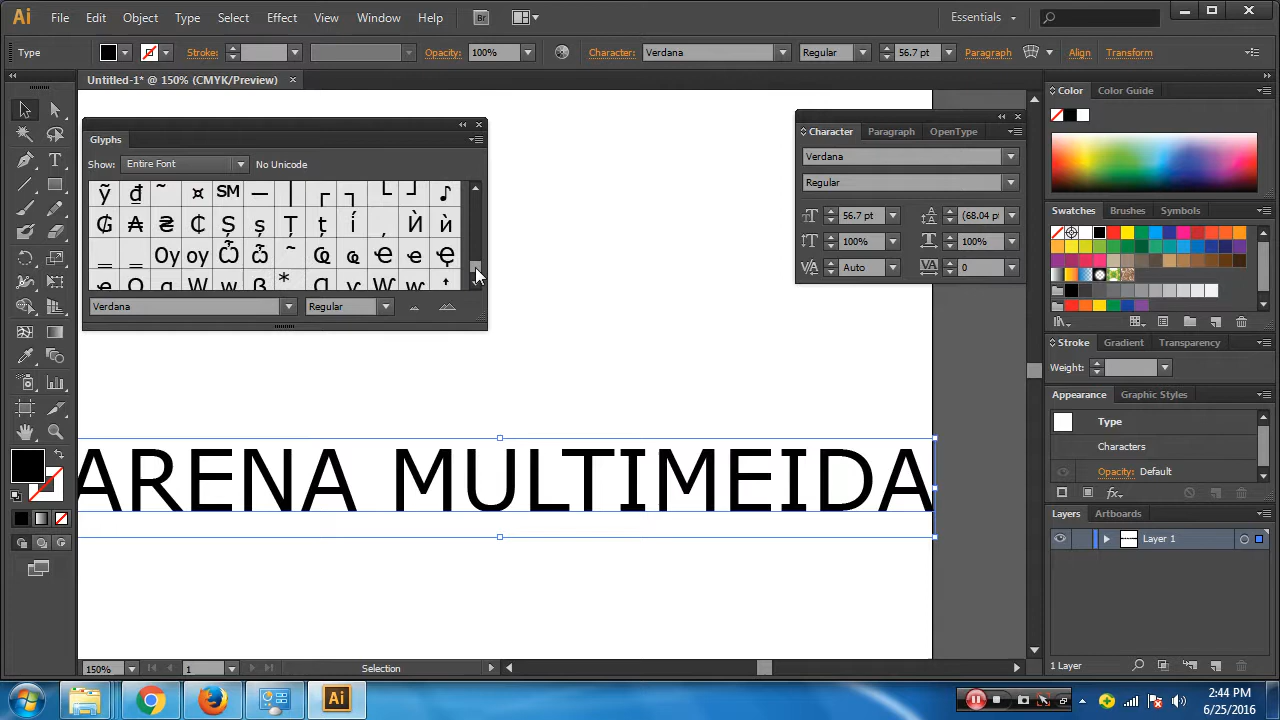 Ai File Edit Object Type Select Effect View Window Help Br Essentials
Type Stroke: Opacity: 100% Character: Verdana Regular 56.7 pt Paragraph Align Transform
Untitled-1* @ 150% (CMYK/Preview)
Glyphs
Show: Entire Font No Unicode
Verdana Regular
Character Paragraph OpenType
Verdana
Regular
56.7 pt (68.04 pt
100% 100%
Auto 0
Color Color Guide
Swatches Brushes Symbols
Stroke Gradient Transparency
Weight:
Appearance Graphic Styles
Type
Characters
Opacity: Default
Layers Artboards
Layer 1
1 Layer
ARENA MULTIMEIDA
150% 1 Selection
2:44 PM
6/25/2016